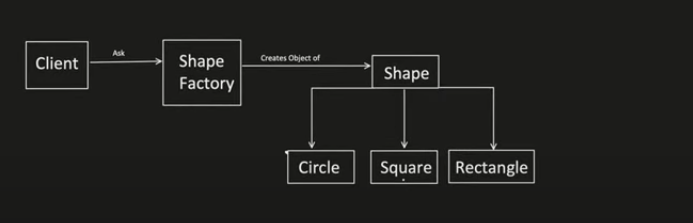 Client
Ask
Shape
Factory
Creates Object of
Shape
Circle
Square
Rectangle